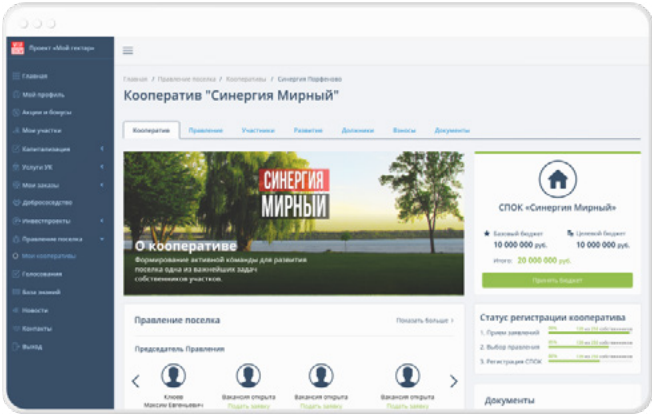 Проект «Мой гектар»
Главная
Мой профиль
Акции и бонусы
Мои участки
Капитализация
Услуги УК
Мои заказы
Добрососедство
Инвестпроекты
Правление поселка
Мои кооперативы
Голосования
База знаний
Новости
Контакты
Выход
Главная / Правление поселка / Кооперативы / Синергия Парфеново
Кооператив "Синергия Мирный"
Кооператив Правление Участники Развитие Должники Взносы Документы
СИНЕРГИЯ
МИРНЫЙ
О кооперативе
Формирование активной команды для развития
поселка одна из важнейших задач
собственников участков.
СПОК «Синергия Мирный»
Базовый бюджет Целевой бюджет
10 000 000 руб. 10 000 000 руб.
Итого: 20 000 000 руб.
Принять бюджет
Правление поселка Показать больше
Председатель Правления
Клюев Вакансия открыта Вакансия открыта Вакансия открыта
Максим Евгеньевич Подать заявку Подать заявку Подать заявку
Статус регистрации кооператива
1. Прием заявлений
2. Выбор правления
3. Регистрация СПОК
Документы